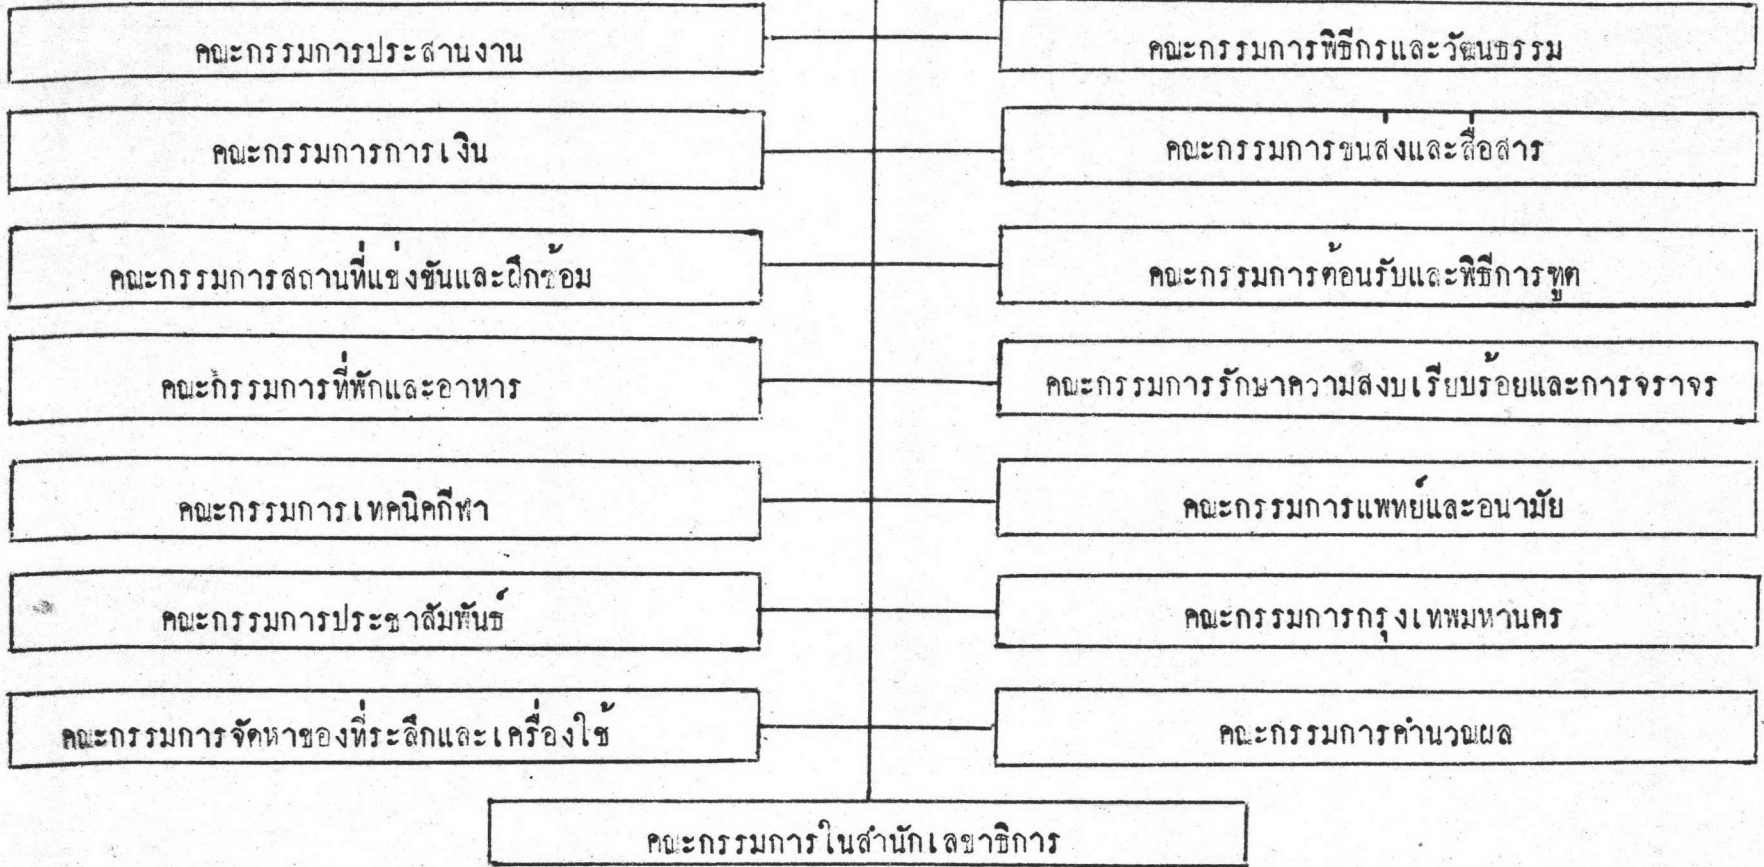 คณะกรรมการประสานงาน
คณะกรรมการพิธีกรและวัฒนธรรม
คณะกรรมการการเงิน
คณะกรรมการขนส่งและสื่อสาร
คณะกรรมการสถานที่แข่งขันและฝึกซ้อม
คณะกรรมการต้อนรับและพิธีการทูต
คณะกรรมการที่พักและอาหาร
คณะกรรมการรักษาความสงบเรียบร้อยและการจราจร
คณะกรรมการเทคนิคกีฬา
คณะกรรมการแพทย์และอนามัย
คณะกรรมการประชาสัมพันธ์
คณะกรรมการกรุงเทพมหานคร
คณะกรรมการจัดหาของที่ระลึกและเครื่องใช้
คณะกรรมการคำนวณผล
คณะกรรมการในสำนักเลขาธิการ